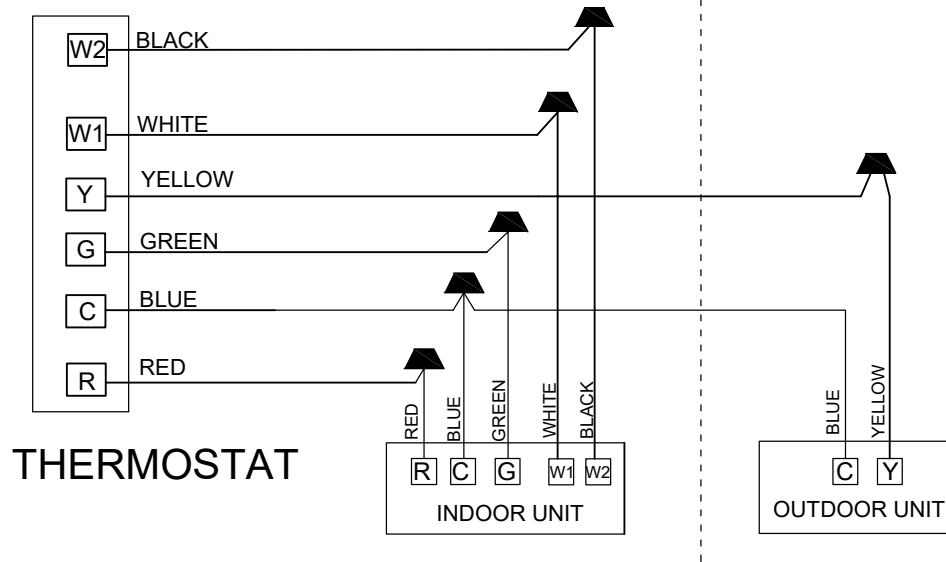 W2 BLACK
W1 WHITE
Y YELLOW
G GREEN
C BLUE
R RED
THERMOSTAT
RED BLUE GREEN WHITE BLACK
R C G W1 W2
INDOOR UNIT
BLUE YELLOW
C Y
OUTDOOR UNIT